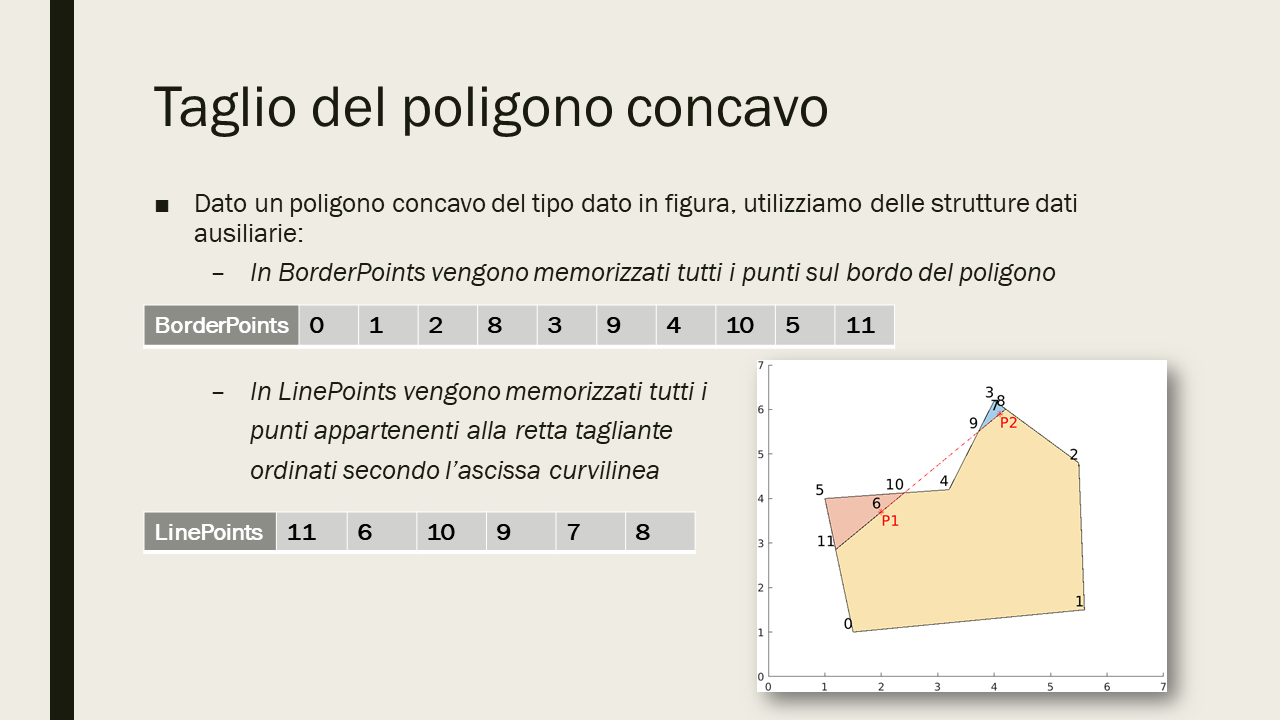 Taglio del poligono concavo
■ Dato un poligono concavo del tipo dato in figura, utilizziamo delle strutture dati
ausiliarie:
– In BorderPoints vengono memorizzati tutti i punti sul bordo del poligono
BorderPoints 0 1 2 8 3 9 4 10 5 11
– In LinePoints vengono memorizzati tutti i
punti appartenenti alla retta tagliante
ordinati secondo l’ascissa curvilinea
LinePoints 11 6 10 9 7 8
7
6
5
4
3
2
1
0
0 1 2 3 4 5 6 7
3
7
8
9
P2
2
5
10
4
6
P1
11
1
0